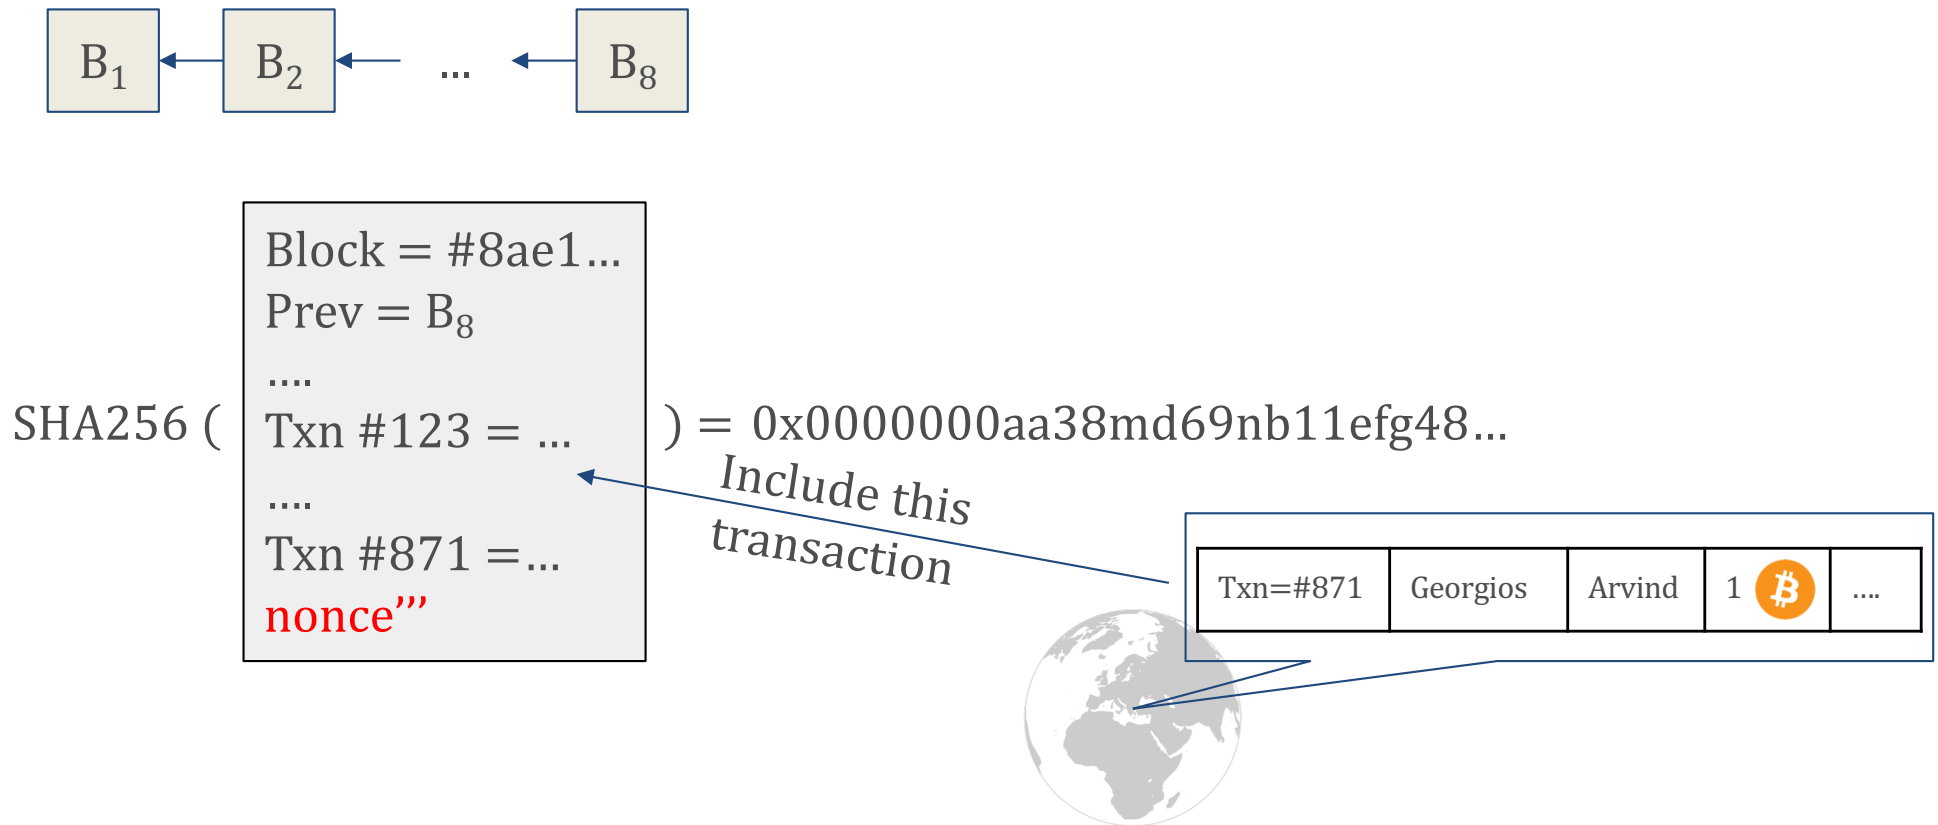 B₁ B₂ ... B₈
Block = #8ae1...
Prev = B₈
....
SHA256 ( Txn #123 = ... ) = 0x0000000aa38md69nb11efg48...
....
Txn #871 =...
nonce’’’
Include this
transaction
Txn=#871 Georgios Arvind 1 ₿ ....